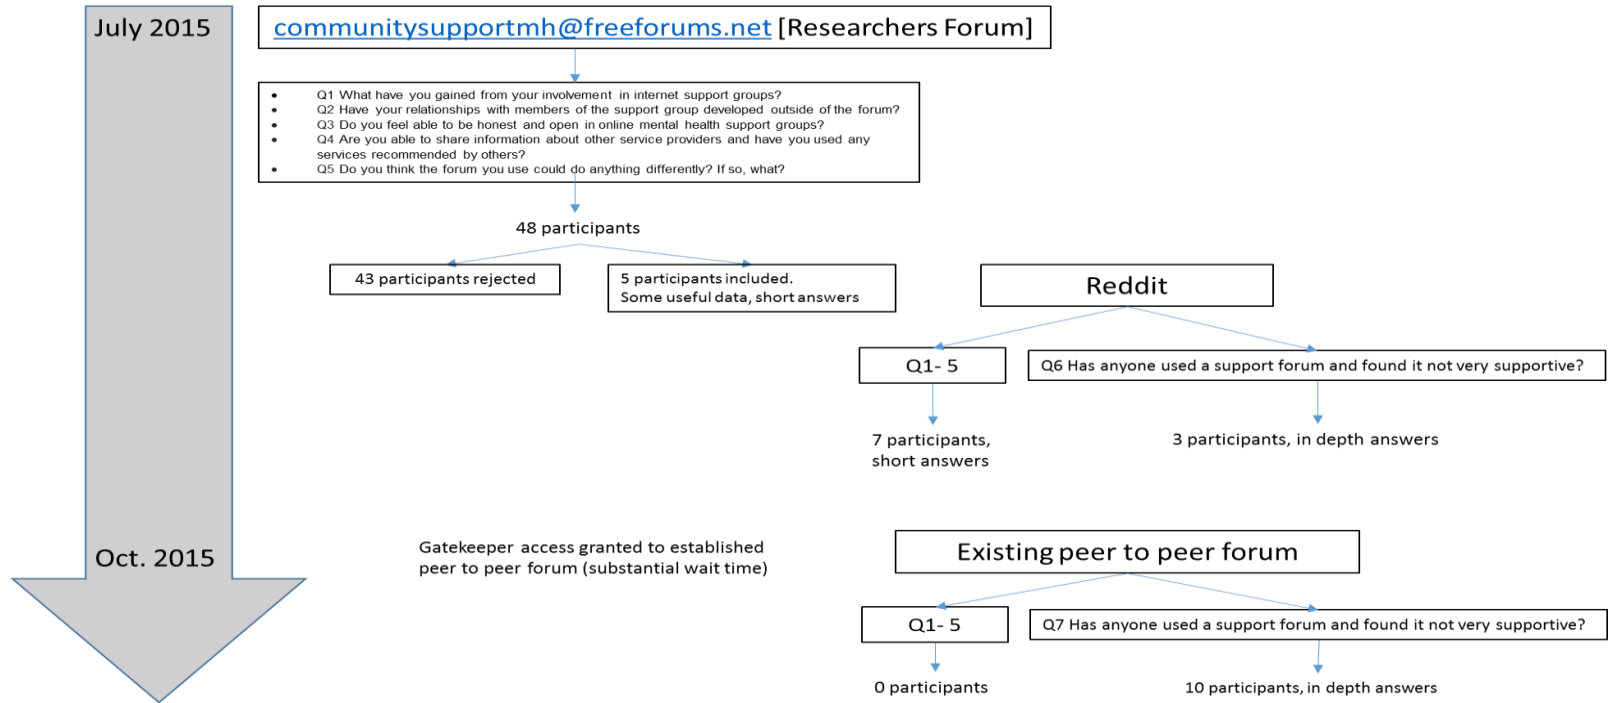 July 2015
communitysupportmh@freeforums.net [Researchers Forum]
• Q1 What have you gained from your involvement in internet support groups?
• Q2 Have your relationships with members of the support group developed outside of the forum?
• Q3 Do you feel able to be honest and open in online mental health support groups?
• Q4 Are you able to share information about other service providers and have you used any
services recommended by others?
• Q5 Do you think the forum you use could do anything differently? If so, what?
48 participants
43 participants rejected
5 participants included.
Some useful data, short answers
Reddit
Q1- 5
Q6 Has anyone used a support forum and found it not very supportive?
7 participants,
short answers
3 participants, in depth answers
Oct. 2015
Gatekeeper access granted to established
peer to peer forum (substantial wait time)
Existing peer to peer forum
Q1- 5
Q7 Has anyone used a support forum and found it not very supportive?
0 participants
10 participants, in depth answers